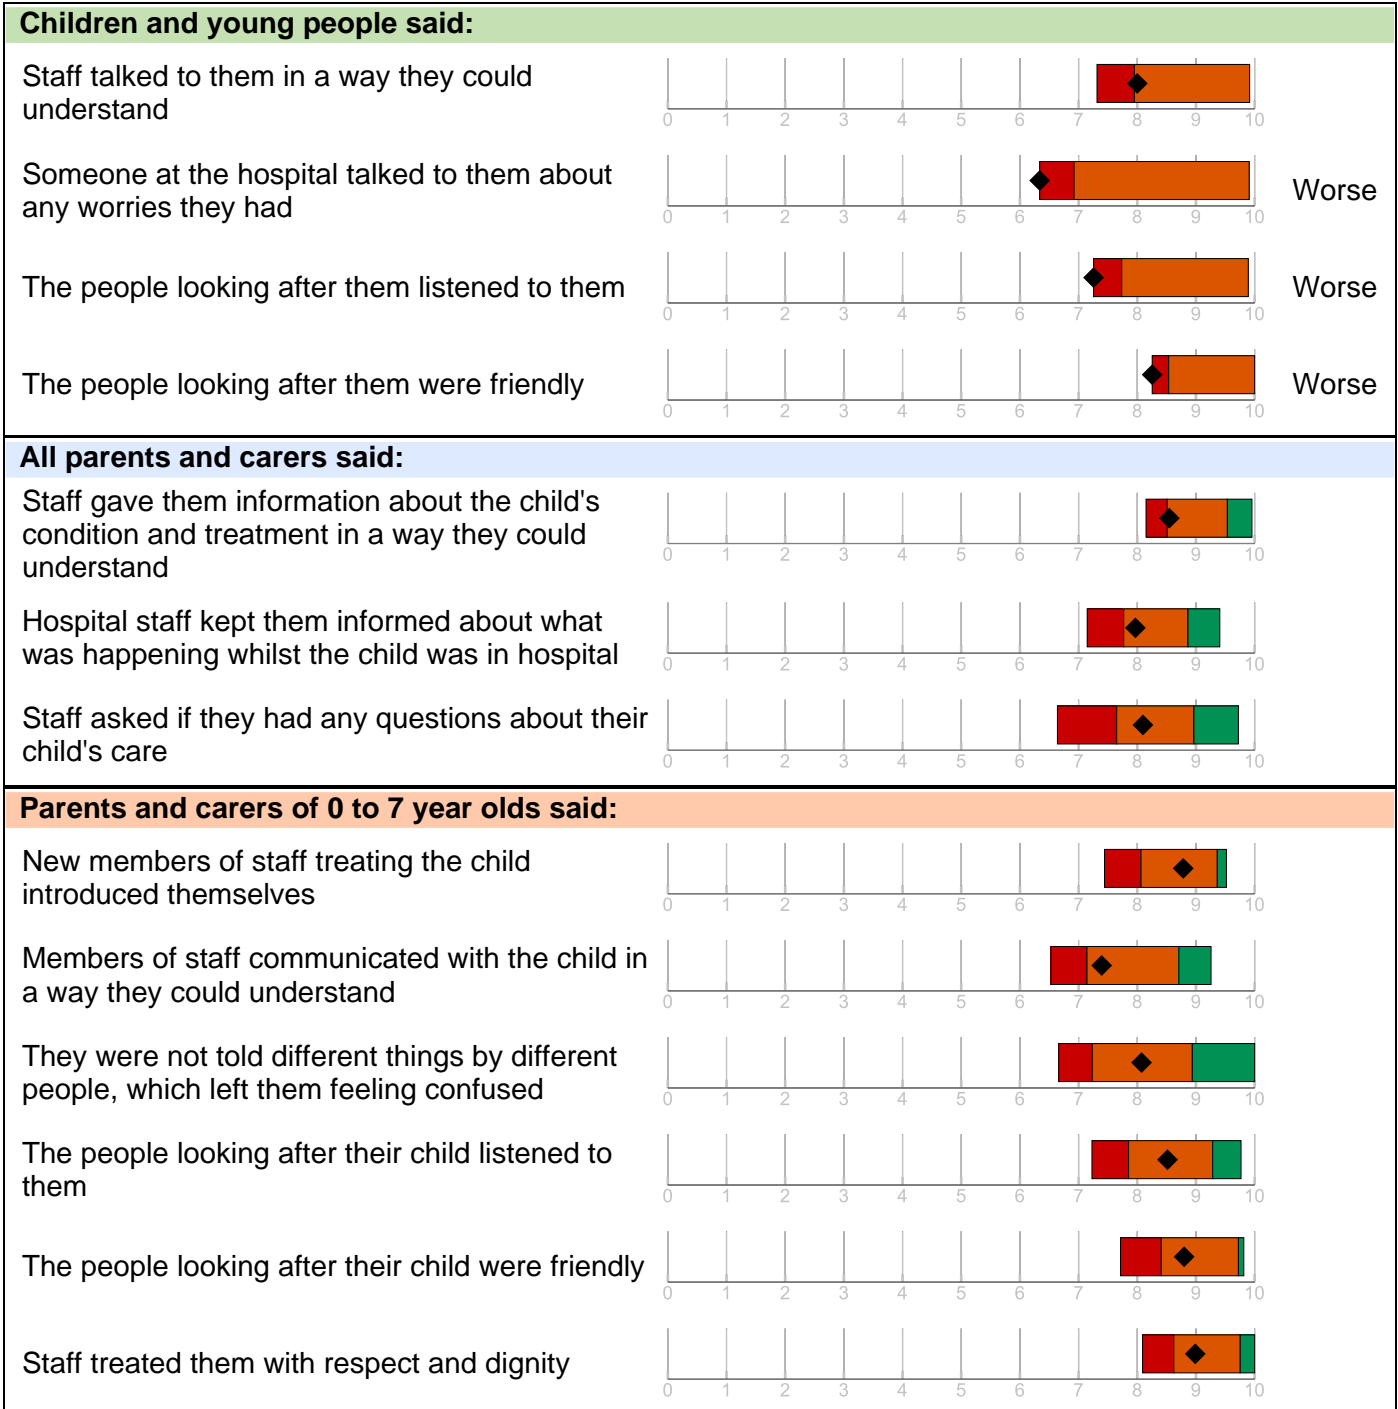 Children and young people said:
Staff talked to them in a way they could
understand
0 1 2 3 4 5 6 7 8 9 10
Someone at the hospital talked to them about
any worries they had
0 1 2 3 4 5 6 7 8 9 10
Worse
The people looking after them listened to them
0 1 2 3 4 5 6 7 8 9 10
Worse
The people looking after them were friendly
0 1 2 3 4 5 6 7 8 9 10
Worse
All parents and carers said:
Staff gave them information about the child's
condition and treatment in a way they could
understand
0 1 2 3 4 5 6 7 8 9 10
Hospital staff kept them informed about what
was happening whilst the child was in hospital
0 1 2 3 4 5 6 7 8 9 10
Staff asked if they had any questions about their
child's care
0 1 2 3 4 5 6 7 8 9 10
Parents and carers of 0 to 7 year olds said:
New members of staff treating the child
introduced themselves
0 1 2 3 4 5 6 7 8 9 10
Members of staff communicated with the child in
a way they could understand
0 1 2 3 4 5 6 7 8 9 10
They were not told different things by different
people, which left them feeling confused
0 1 2 3 4 5 6 7 8 9 10
The people looking after their child listened to
them
0 1 2 3 4 5 6 7 8 9 10
The people looking after their child were friendly
0 1 2 3 4 5 6 7 8 9 10
Staff treated them with respect and dignity
0 1 2 3 4 5 6 7 8 9 10